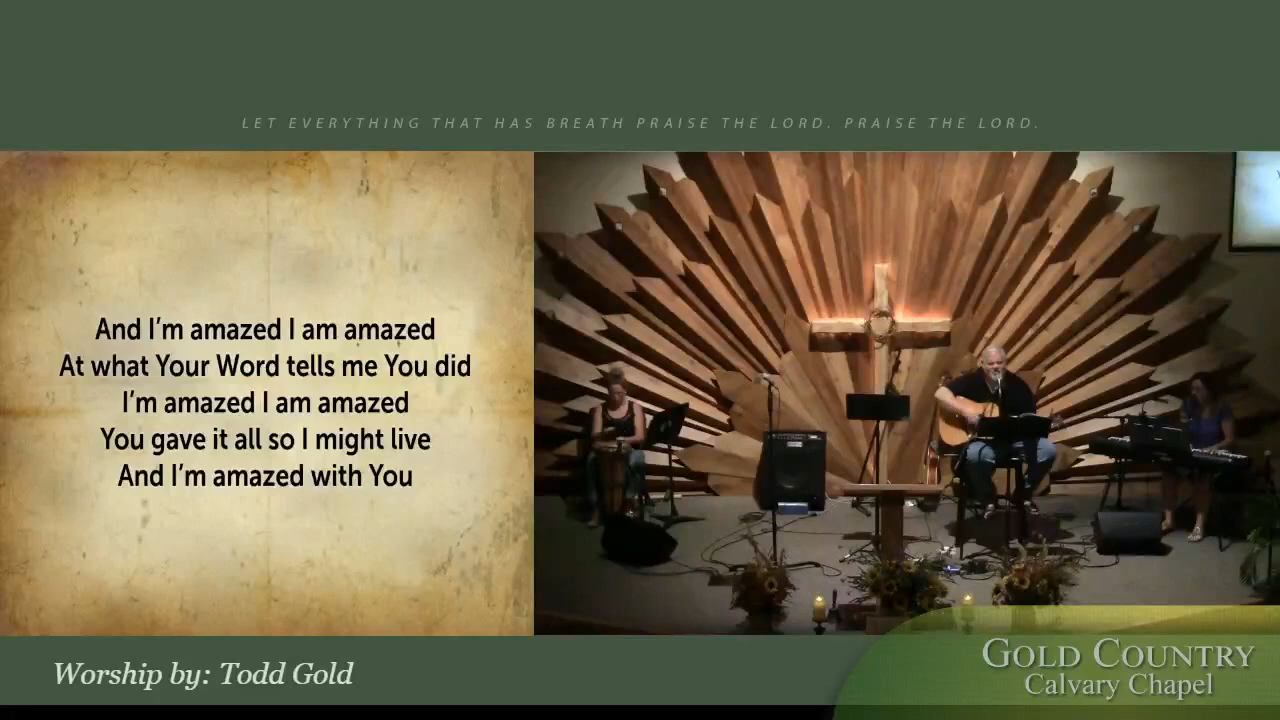 LET EVERYTHING THAT HAS BREATH PRAISE THE LORD. PRAISE THE LORD.
And I'm amazed I am amazed
At what Your Word tells me You did
I'm amazed I am amazed
You gave it all so I might live
And I'm amazed with You
Worship by: Todd Gold
GOLD COUNTRY
Calvary Chapel